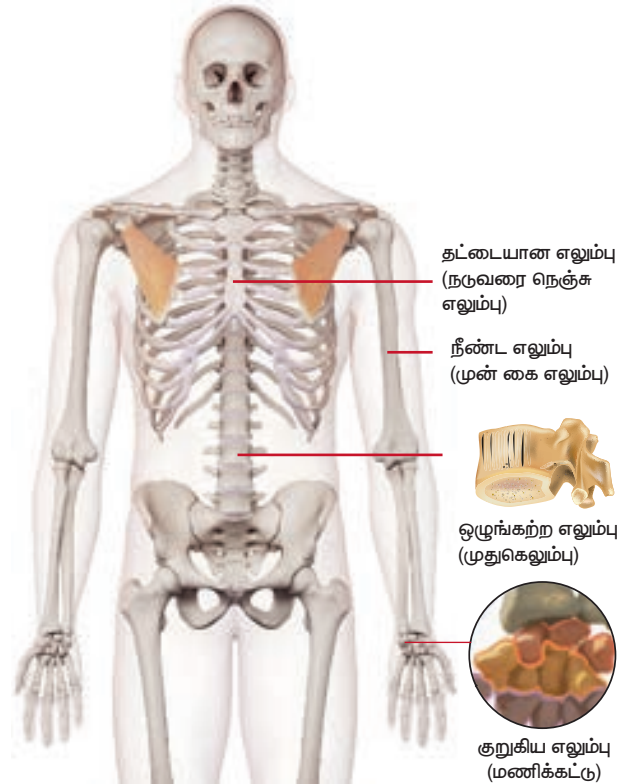 தட்டையான எலும்பு
(நடுவரை நெஞ்சு
எலும்பு)
நீண்ட எலும்பு
(முன் கை எலும்பு)
ஒழுங்கற்ற எலும்பு
(முதுகெலும்பு)
குறுகிய எலும்பு
(மணிக்கட்டு)